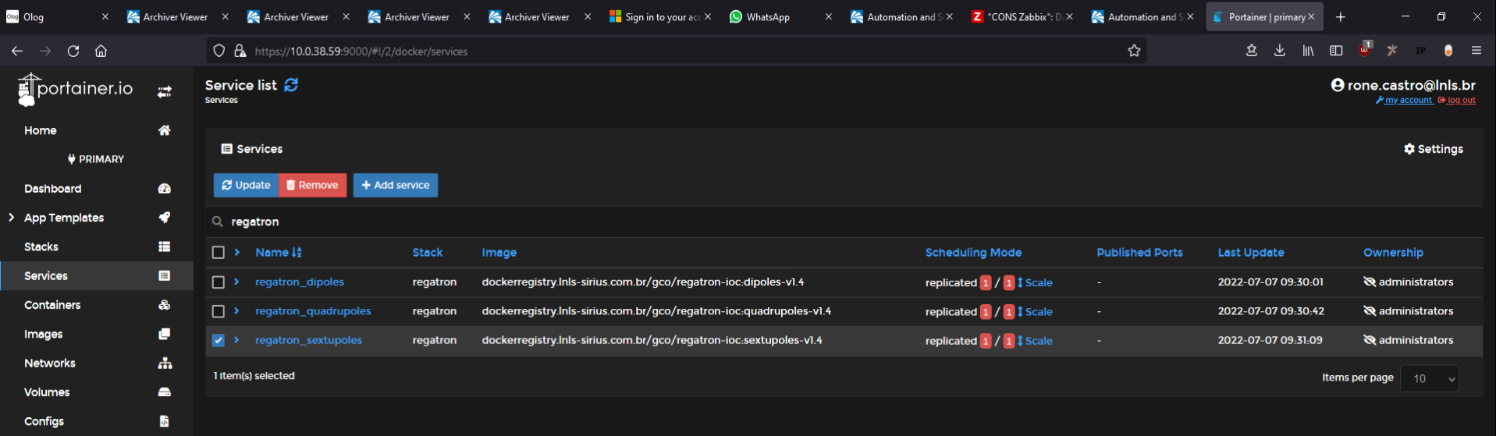 Olog Olog
Archiver Viewer
Archiver Viewer
Archiver Viewer
Archiver Viewer
Sign in to your acc
WhatsApp
Automation and S
Z "CONS Zabbix": D
Automation and S
Portainer | primary
https://10.0.38.59:9000/#!/2/docker/services
1
IP
portainer.io
Service list
Services
rone.castro@lnls.br
my account log out
Home
PRIMARY
Dashboard
App Templates
Stacks
Services
Containers
Images
Networks
Volumes
Configs
Services
Settings
Update Remove + Add service
regatron
Name Stack Image Scheduling Mode Published Ports Last Update Ownership
regatron_dipoles regatron dockerregistry.lnls-sirius.com.br/gco/regatron-ioc:dipoles-v1.4 replicated 1 / 1 Scale - 2022-07-07 09:30:01 administrators
regatron_quadrupoles regatron dockerregistry.lnls-sirius.com.br/gco/regatron-ioc:quadrupoles-v1.4 replicated 1 / 1 Scale - 2022-07-07 09:30:42 administrators
regatron_sextupoles regatron dockerregistry.lnls-sirius.com.br/gco/regatron-ioc:sextupoles-v1.4 replicated 1 / 1 Scale - 2022-07-07 09:31:09 administrators
1 item(s) selected
Items per page 10